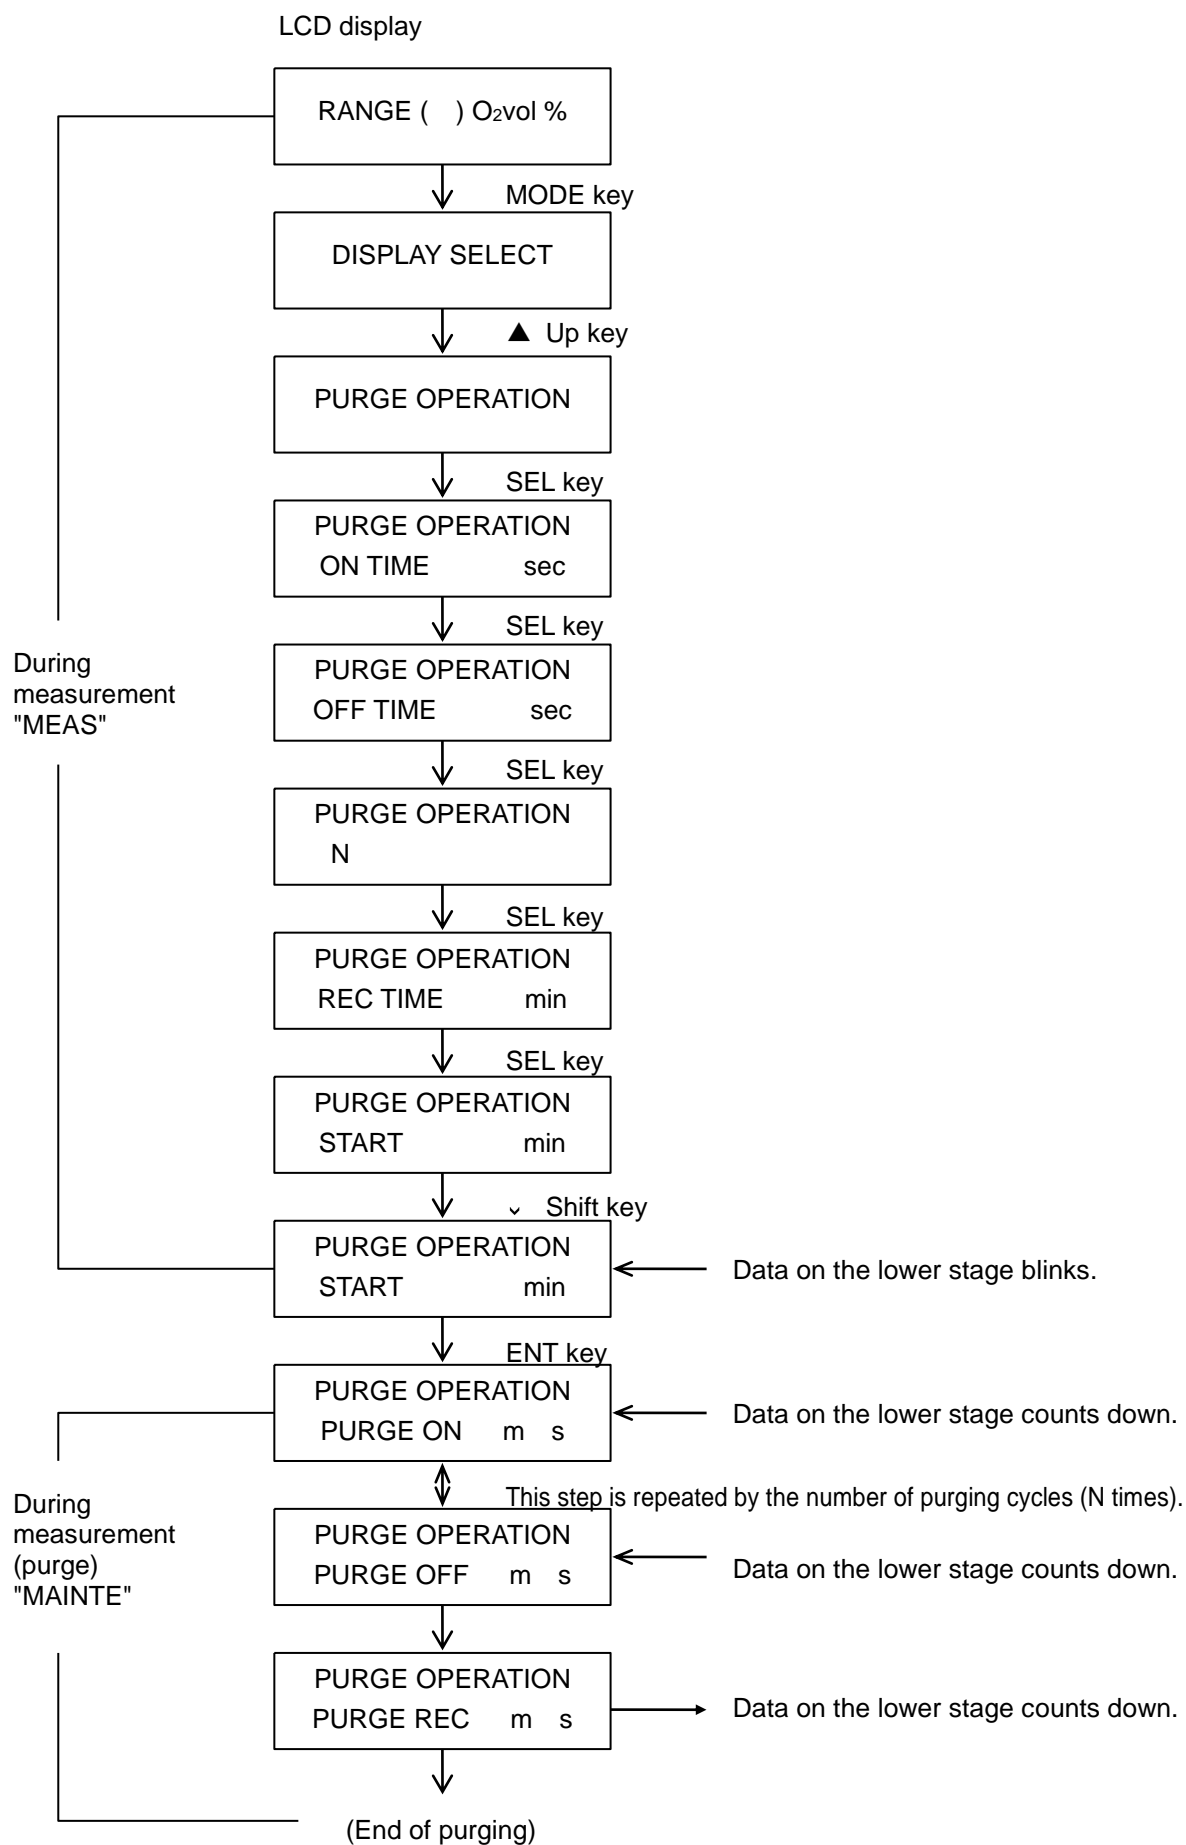 LCD display
RANGE (   ) O₂vol %
MODE key
DISPLAY SELECT
▲ Up key
PURGE OPERATION
SEL key
PURGE OPERATION
ON TIME sec
SEL key
PURGE OPERATION
OFF TIME sec
During
measurement
"MEAS"
SEL key
PURGE OPERATION
N
SEL key
PURGE OPERATION
REC TIME min
SEL key
PURGE OPERATION
START min
Shift key
PURGE OPERATION
START min
Data on the lower stage blinks.
ENT key
PURGE OPERATION
PURGE ON m s
Data on the lower stage counts down.
This step is repeated by the number of purging cycles (N times).
During
measurement
(purge)
"MAINTE"
PURGE OPERATION
PURGE OFF m s
Data on the lower stage counts down.
PURGE OPERATION
PURGE REC m s
Data on the lower stage counts down.
(End of purging)